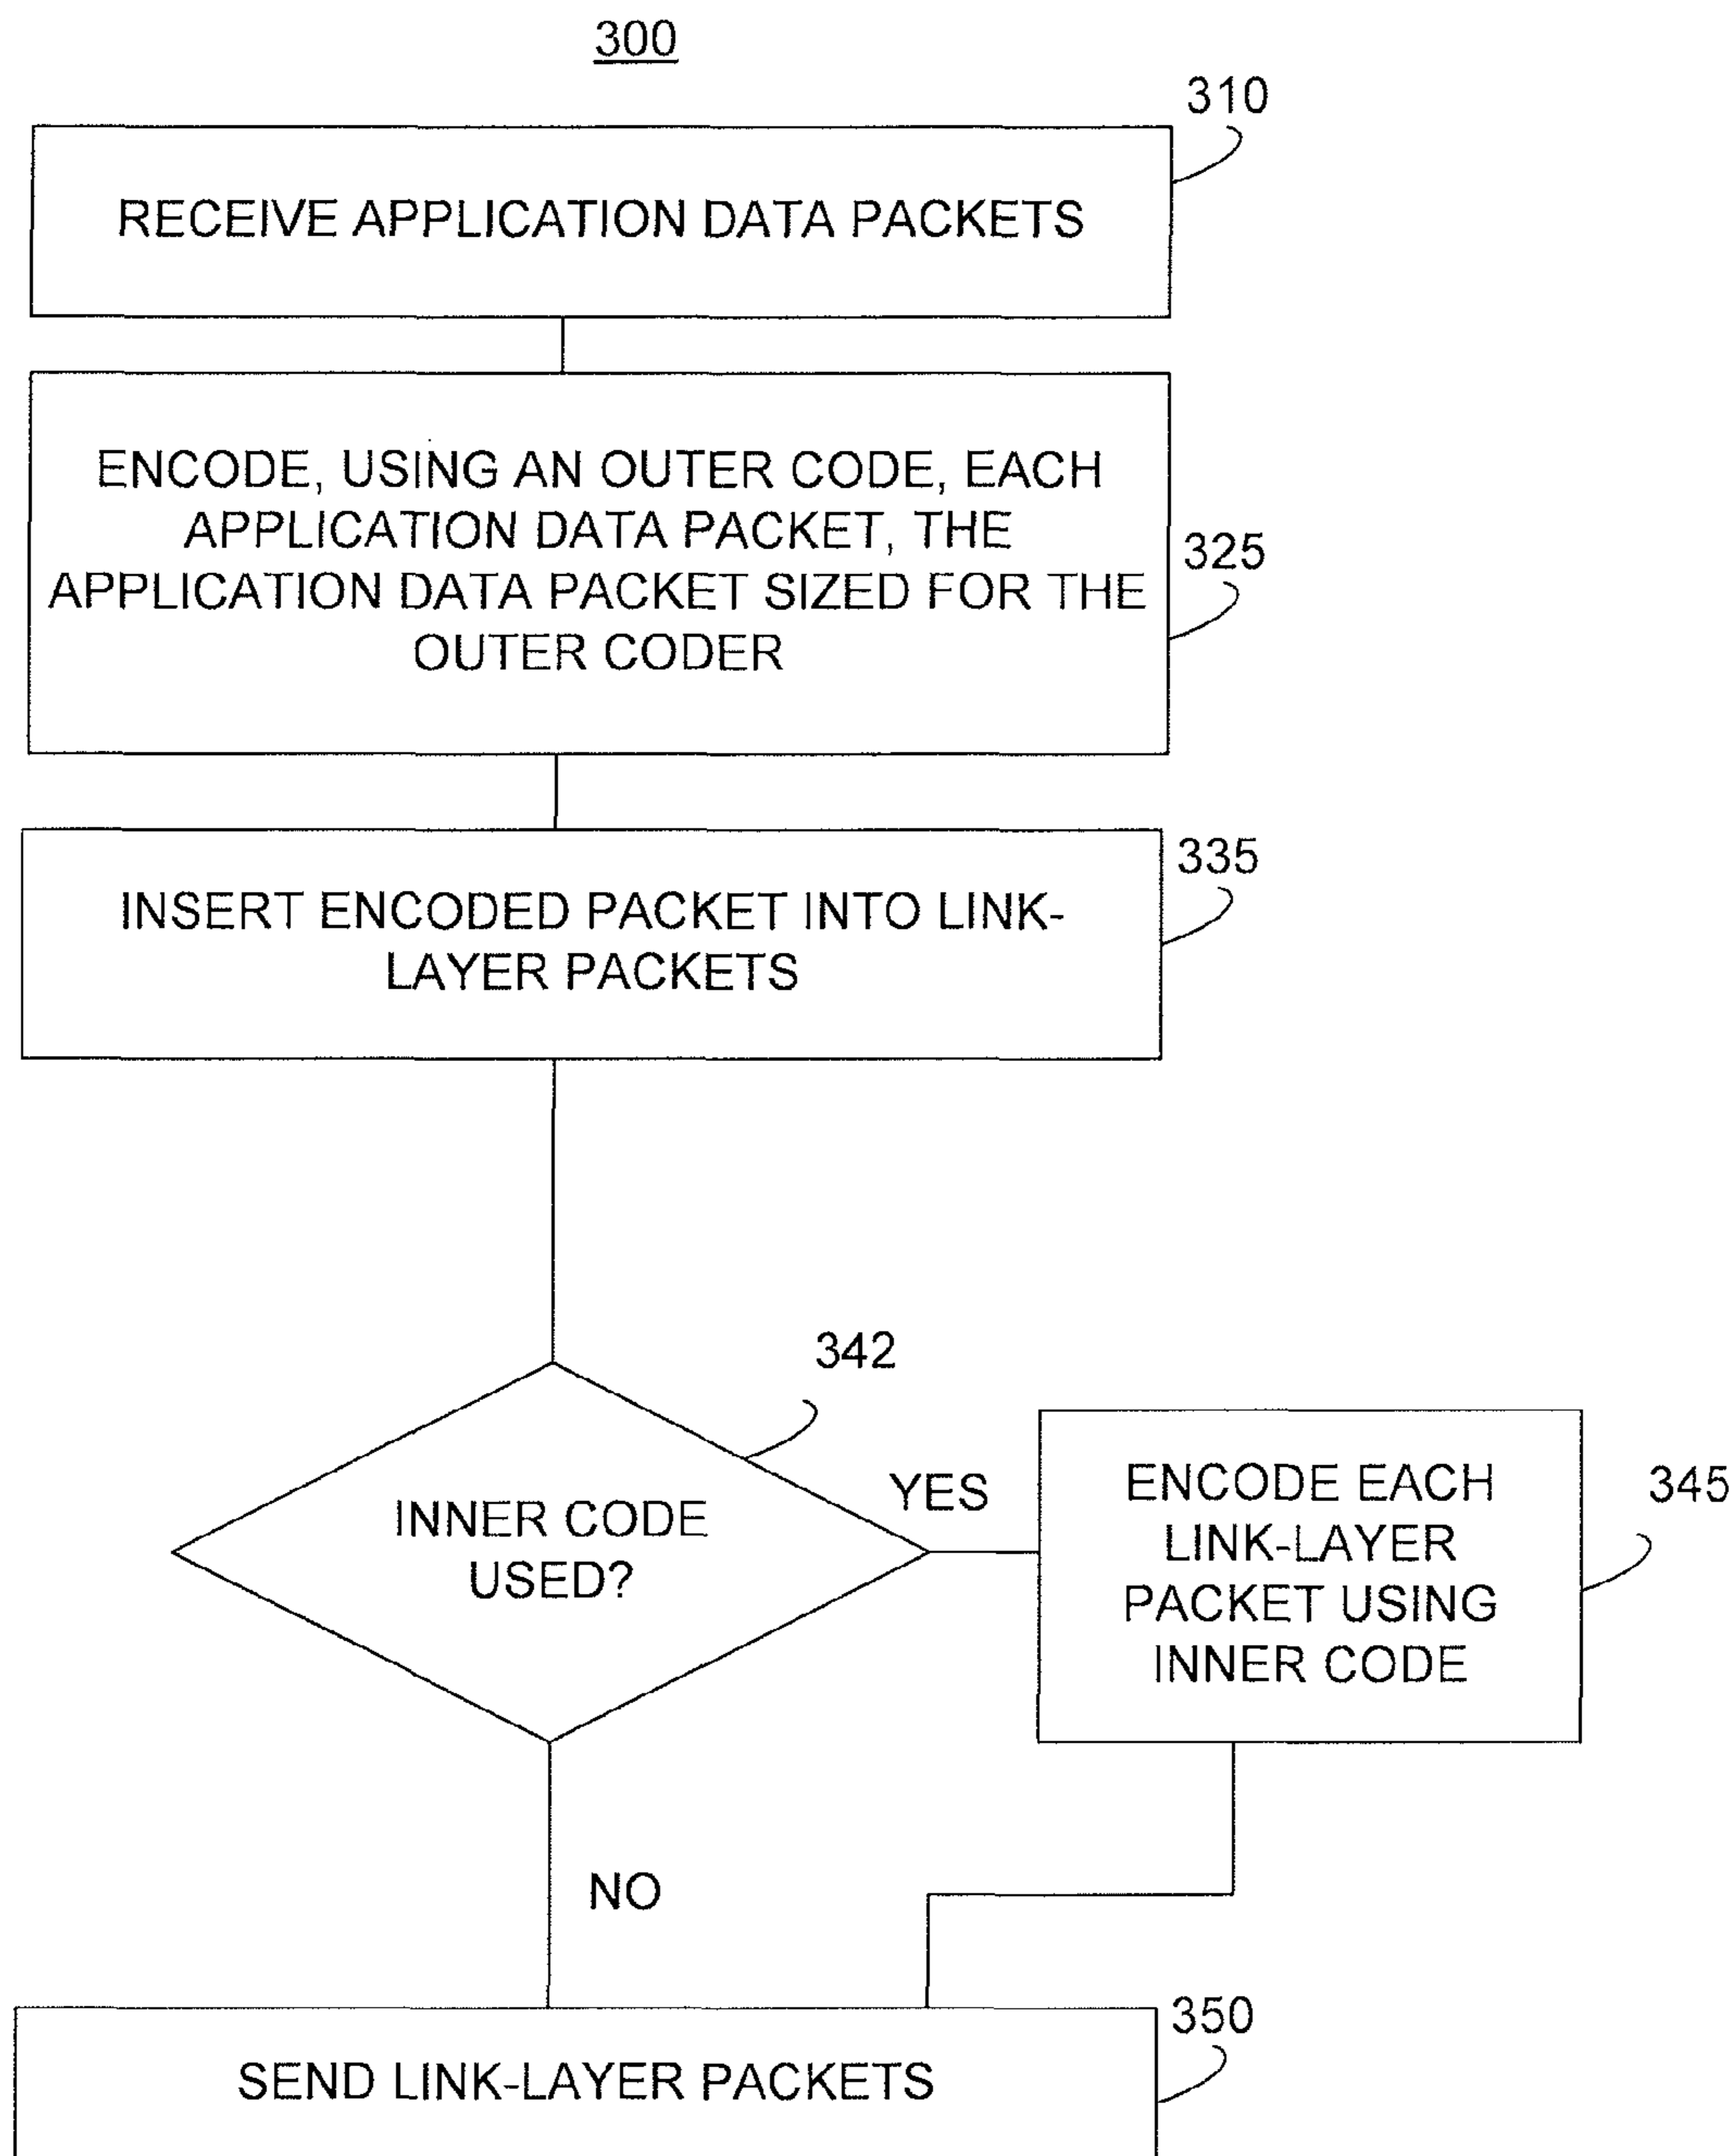 300
310
RECEIVE APPLICATION DATA PACKETS
ENCODE, USING AN OUTER CODE, EACH
APPLICATION DATA PACKET, THE
APPLICATION DATA PACKET SIZED FOR THE
OUTER CODER
325
335
INSERT ENCODED PACKET INTO LINK-
LAYER PACKETS
342
INNER CODE
USED?
YES
ENCODE EACH
LINK-LAYER
PACKET USING
INNER CODE
345
NO
350
SEND LINK-LAYER PACKETS